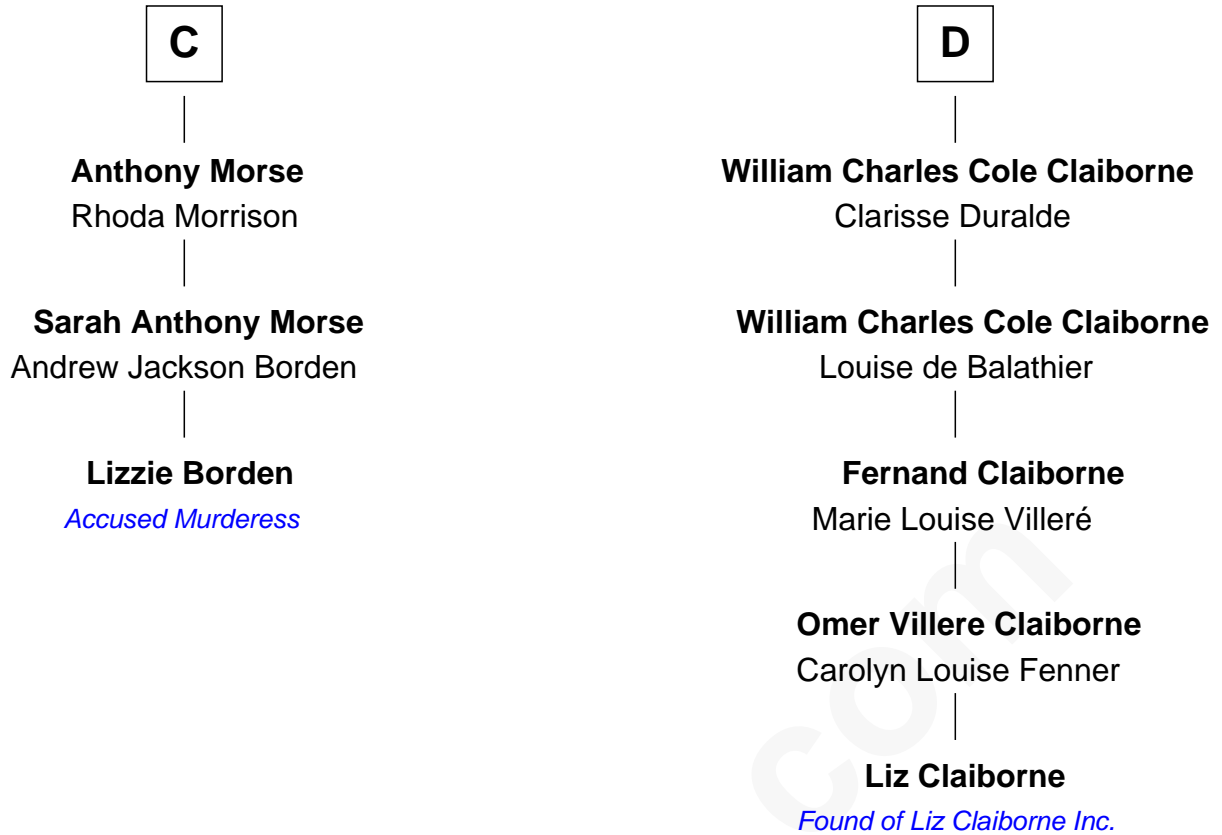 C
Anthony Morse
Rhoda Morrison
Sarah Anthony Morse
Andrew Jackson Borden
Lizzie Borden
Accused Murderess
D
William Charles Cole Claiborne
Clarisse Duralde
William Charles Cole Claiborne
Louise de Balathier
Fernand Claiborne
Marie Louise Villeré
Omer Villere Claiborne
Carolyn Louise Fenner
Liz Claiborne
Found of Liz Claiborne Inc.
com